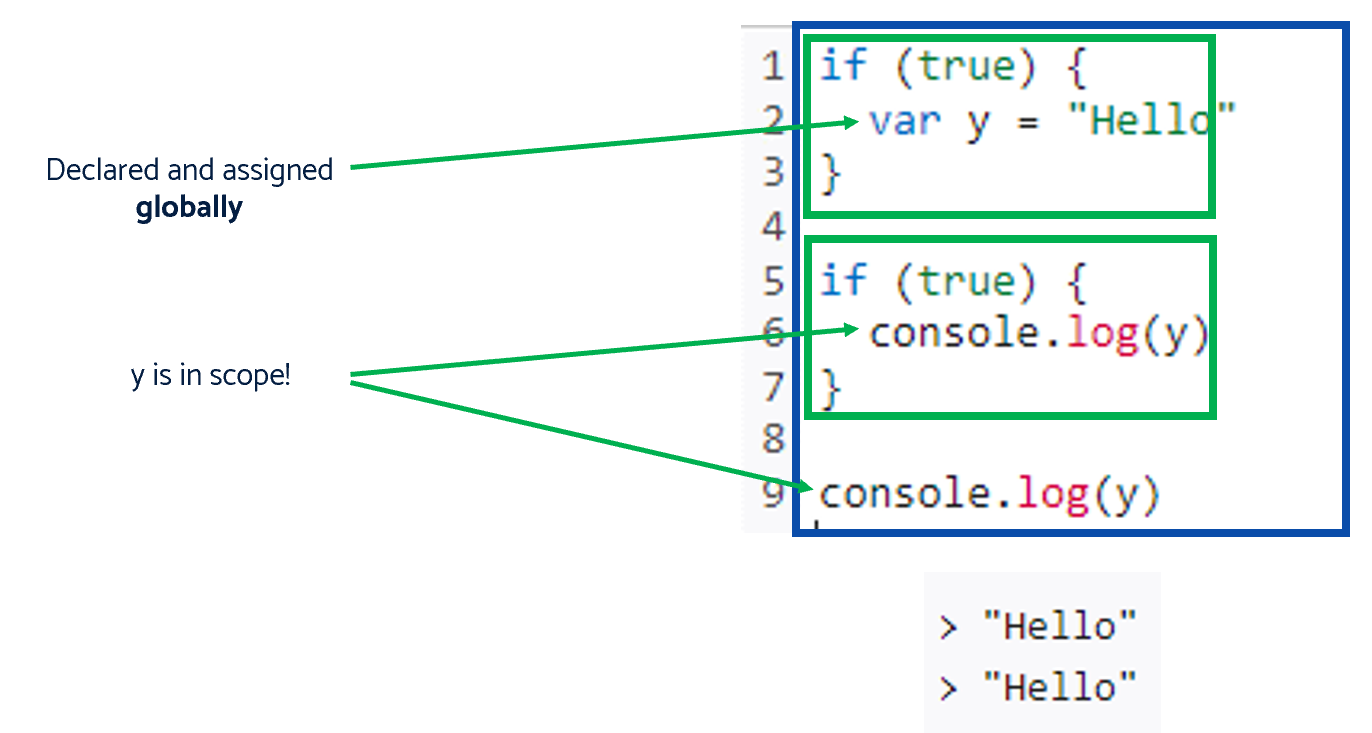 1 if (true) {
2 var y = "Hello"
3 }
4
5 if (true) {
6 console.log(y)
7 }
8
9 console.log(y)
Declared and assigned
globally
y is in scope!
> "Hello"
> "Hello"